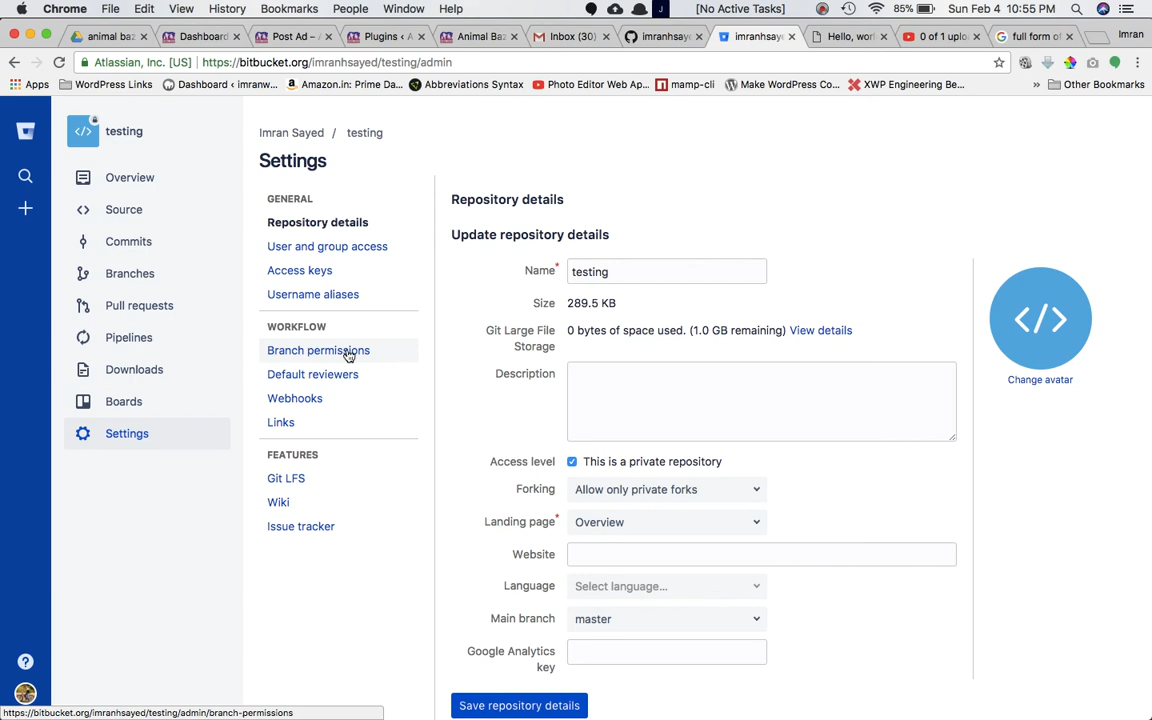 Chrome File Edit View History Bookmarks People Window Help J [No Active Tasks] 85% Sun Feb 4 10:55 PM
animal baz × Dashboard × Post Ad – A × Plugins ‹ A × Animal Baz × Inbox (30) × imranhsaye × imranhsay × Hello, worl × 0 of 1 uplo × full form of × Imran
Atlassian, Inc. [US] https://bitbucket.org/imranhsayed/testing/admin
Apps WordPress Links Dashboard ‹ imranw... Amazon.in: Prime Da... Abbreviations Syntax Photo Editor Web Ap... mamp-cli Make WordPress Co... XWP Engineering Be... » Other Bookmarks
testing
Overview
Source
Commits
Branches
Pull requests
Pipelines
Downloads
Boards
Settings
Imran Sayed / testing
Settings
GENERAL
Repository details
User and group access
Access keys
Username aliases
WORKFLOW
Branch permissions
Default reviewers
Webhooks
Links
FEATURES
Git LFS
Wiki
Issue tracker
Repository details
Update repository details
Name* testing
Size 289.5 KB
Git Large File Storage 0 bytes of space used. (1.0 GB remaining) View details
Description
Access level This is a private repository
Forking Allow only private forks
Landing page* Overview
Website
Language Select language...
Main branch master
Google Analytics key
Save repository details
Change avatar
https://bitbucket.org/imranhsayed/testing/admin/branch-permissions